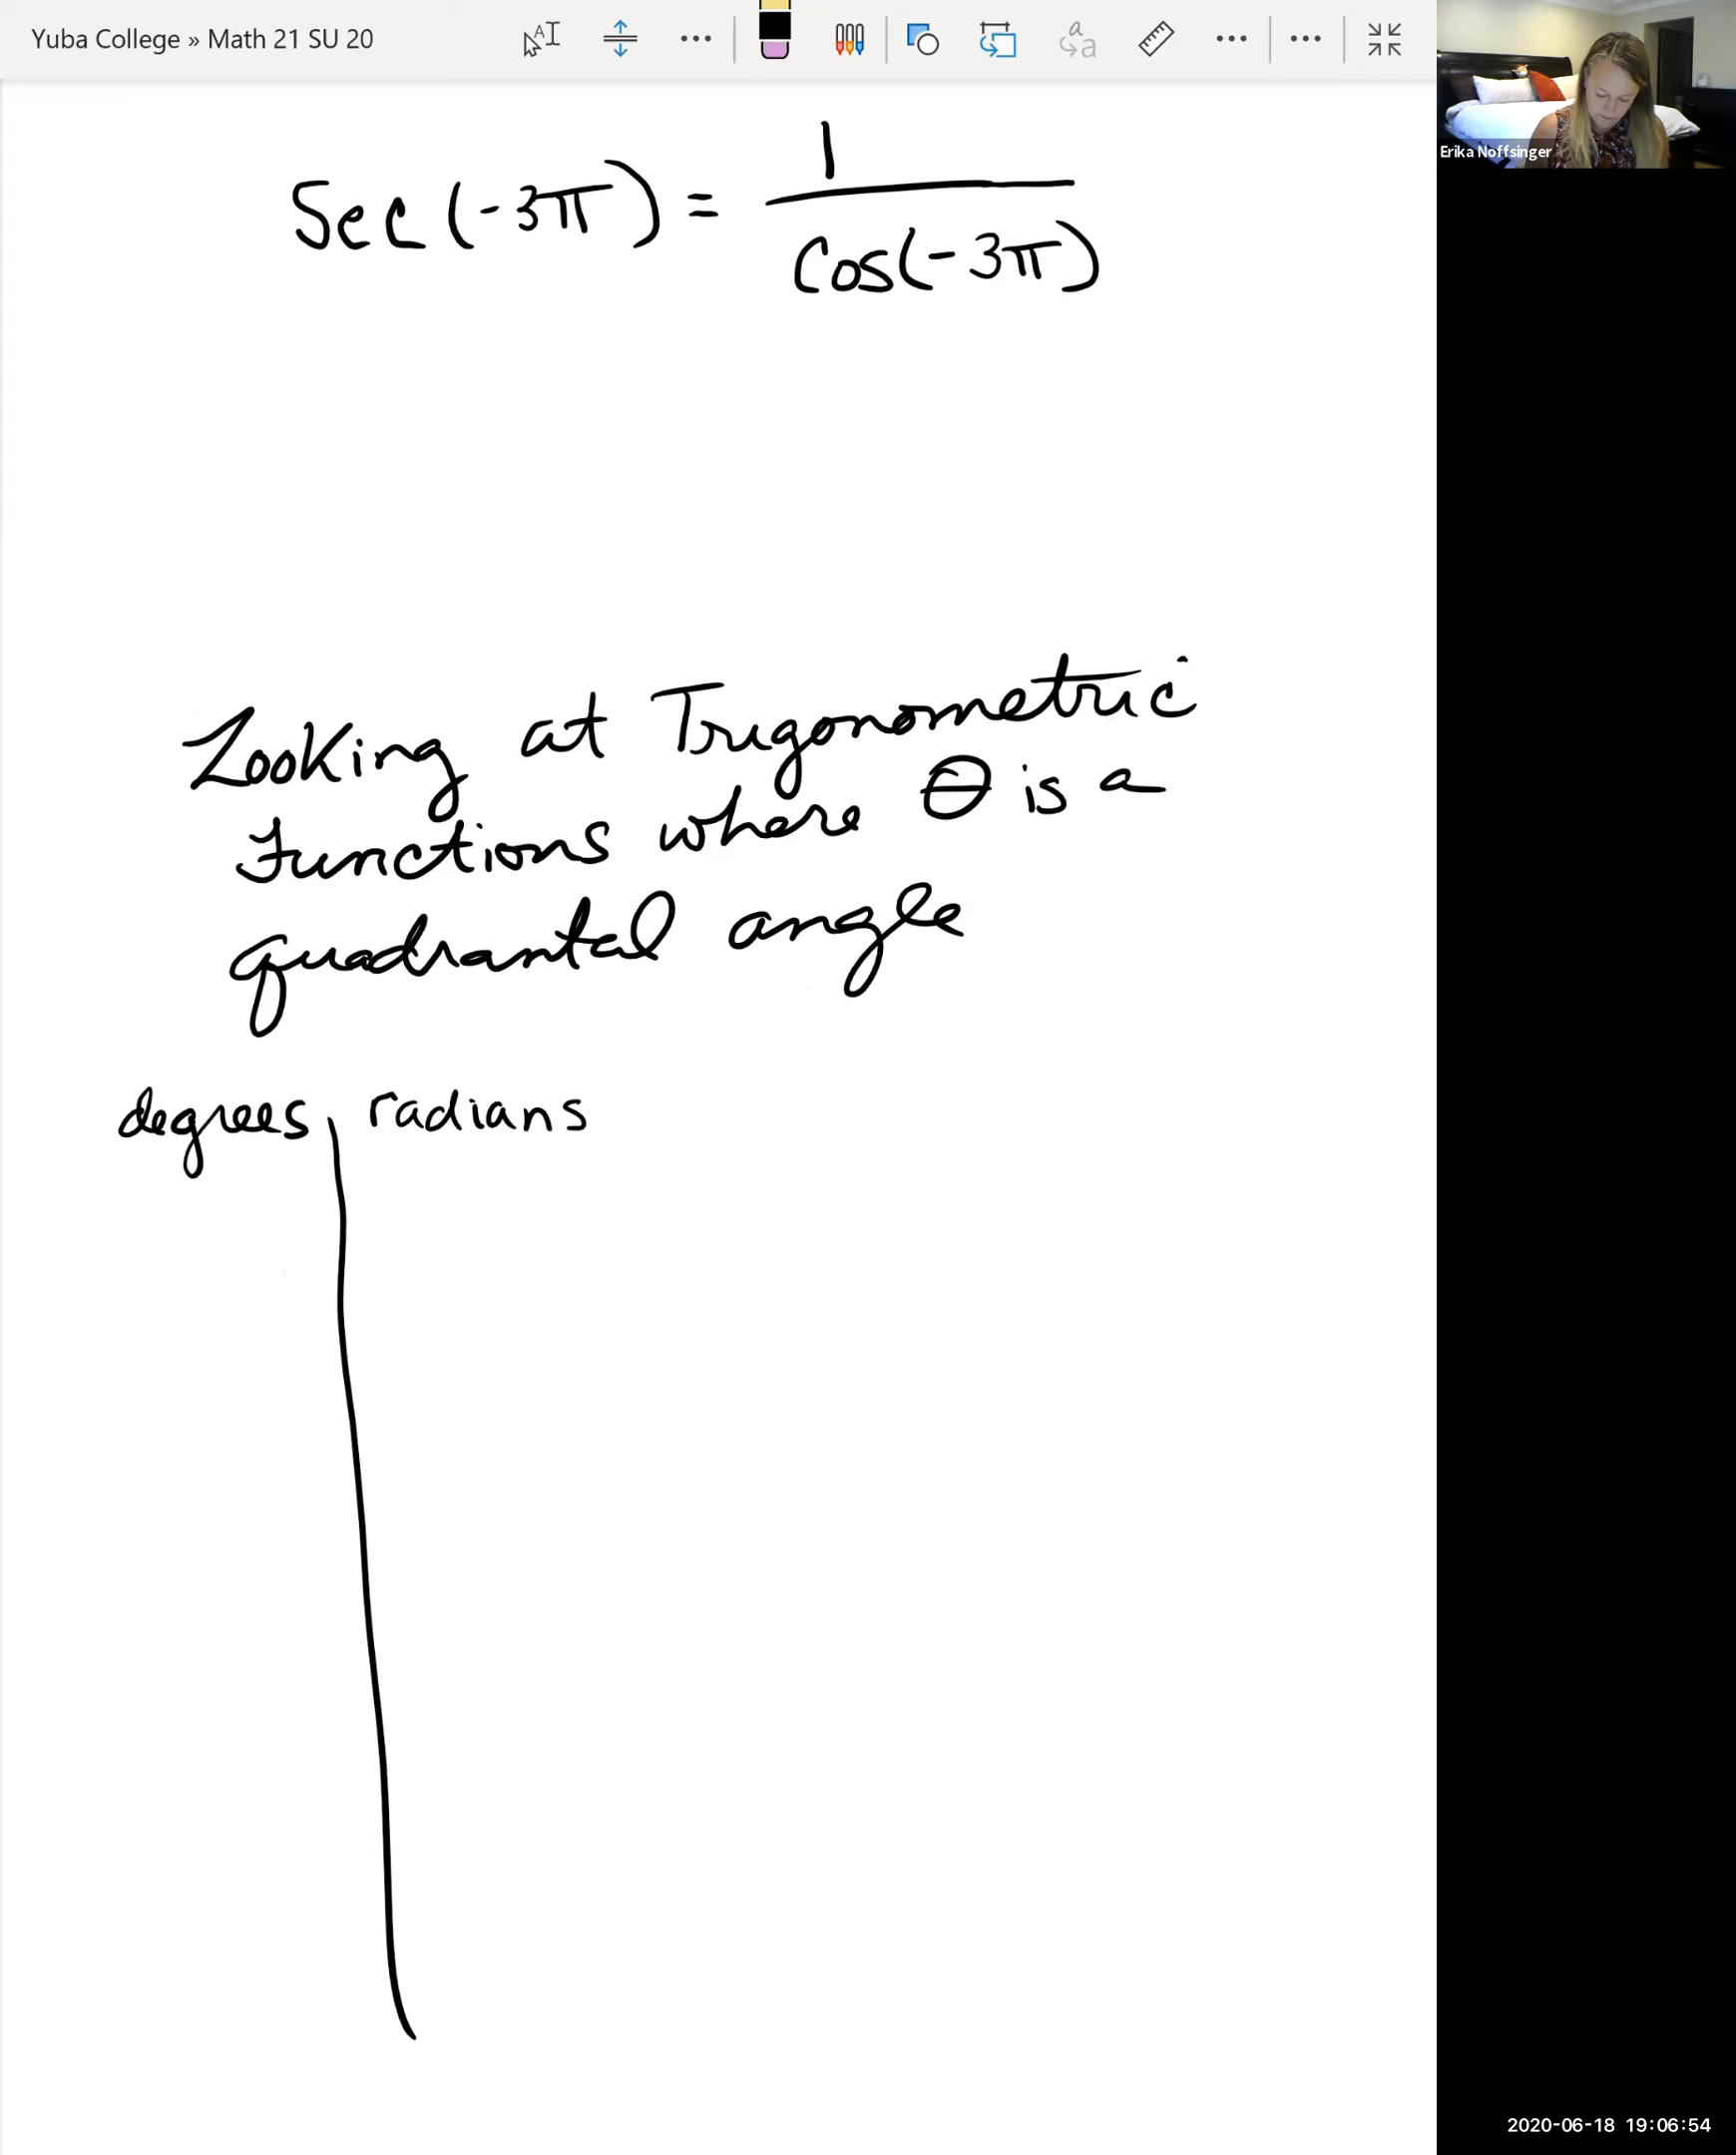 Yuba College » Math 21 SU 20
Erika Noffsinger
Sec (-3π) = 1 / Cos(-3π)
Looking at Trigonometric
functions where θ is a
quadrantal angle
degrees radians
2020-06-18 19:06:54